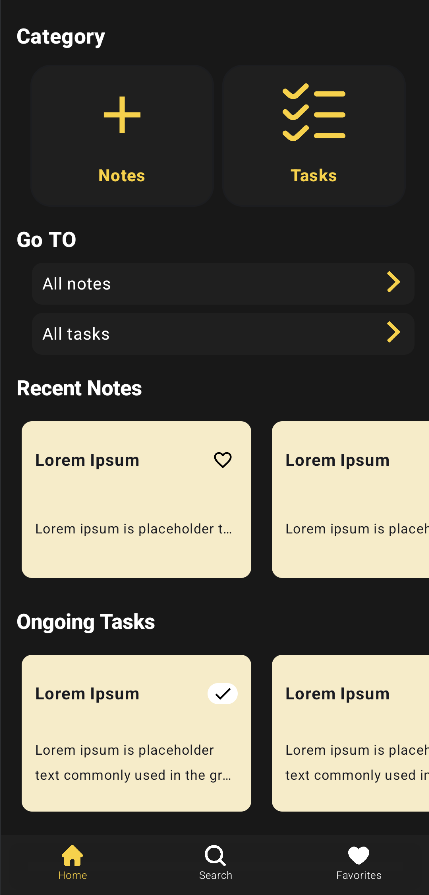 Category
Notes
Tasks
Go TO
All notes
All tasks
Recent Notes
Lorem Ipsum
Lorem ipsum is placeholder t...
Lorem Ipsum
Lorem ipsum is placeh
Ongoing Tasks
Lorem Ipsum
Lorem ipsum is placeholder
text commonly used in the gr...
Lorem Ipsum
Lorem ipsum is placeh
text commonly used in
Home
Search
Favorites